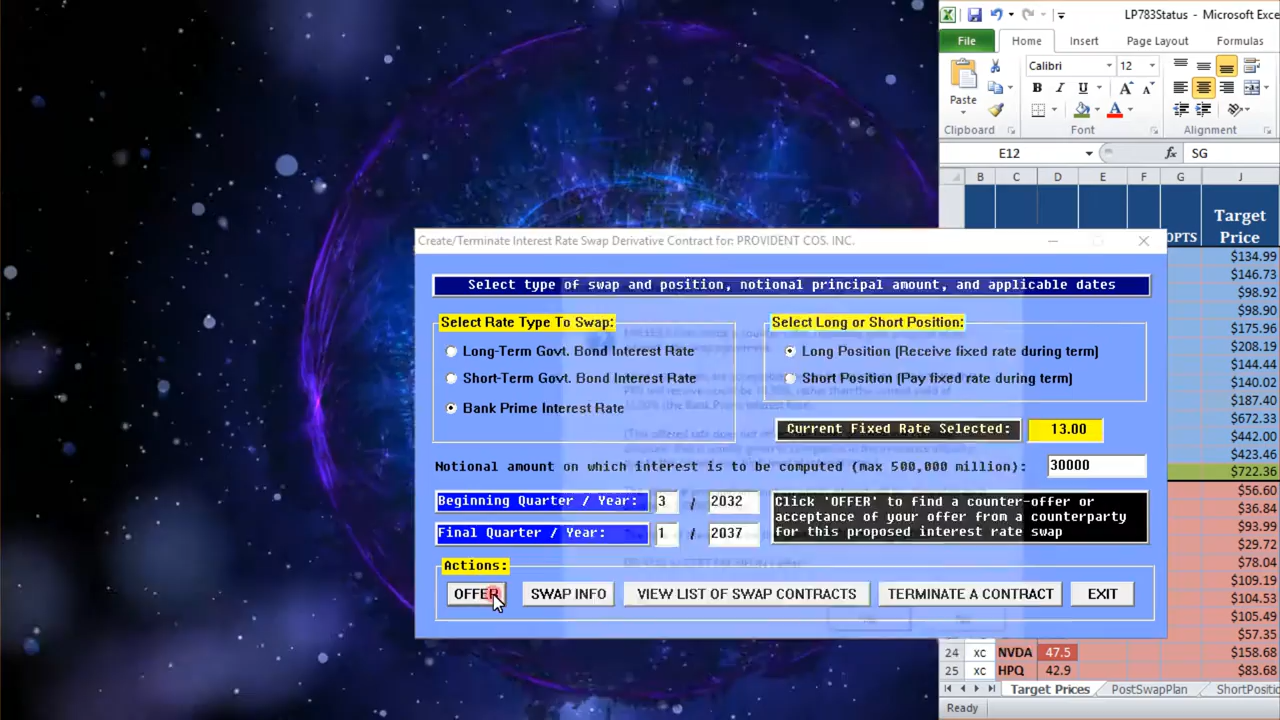 LP783Status - Microsoft Exce
File Home Insert Page Layout Formulas
Calibri 12
Paste
B I U A A
Clipboard Font Alignment
E12 fx SG
B C D E F G J
OPTS Target Price
$134.99
$146.73
$98.92
$98.90
$175.96
$208.19
$144.44
$140.02
$187.40
$672.33
$442.00
$423.46
$722.36
$56.60
$36.84
$93.99
$29.72
$78.04
$109.19
$104.53
$105.49
$57.35
24 xc NVDA 47.5 $158.68
25 xc HPQ 42.9 $83.68
Target Prices PostSwapPlan ShortPositio
Ready
Create/Terminate Interest Rate Swap Derivative Contract for: PROVIDENT COS. INC.
Select type of swap and position, notional principal amount, and applicable dates
Select Rate Type To Swap:
Long-Term Govt. Bond Interest Rate
Short-Term Govt. Bond Interest Rate
Bank Prime Interest Rate
Select Long or Short Position:
Long Position (Receive fixed rate during term)
Short Position (Pay fixed rate during term)
Current Fixed Rate Selected: 13.00
Notional amount on which interest is to be computed (max 500,000 million): 30000
Beginning Quarter / Year: 3 / 2032
Final Quarter / Year: 1 / 2037
Click 'OFFER' to find a counter-offer or
acceptance of your offer from a counterparty
for this proposed interest rate swap
Actions:
OFFER SWAP INFO VIEW LIST OF SWAP CONTRACTS TERMINATE A CONTRACT EXIT